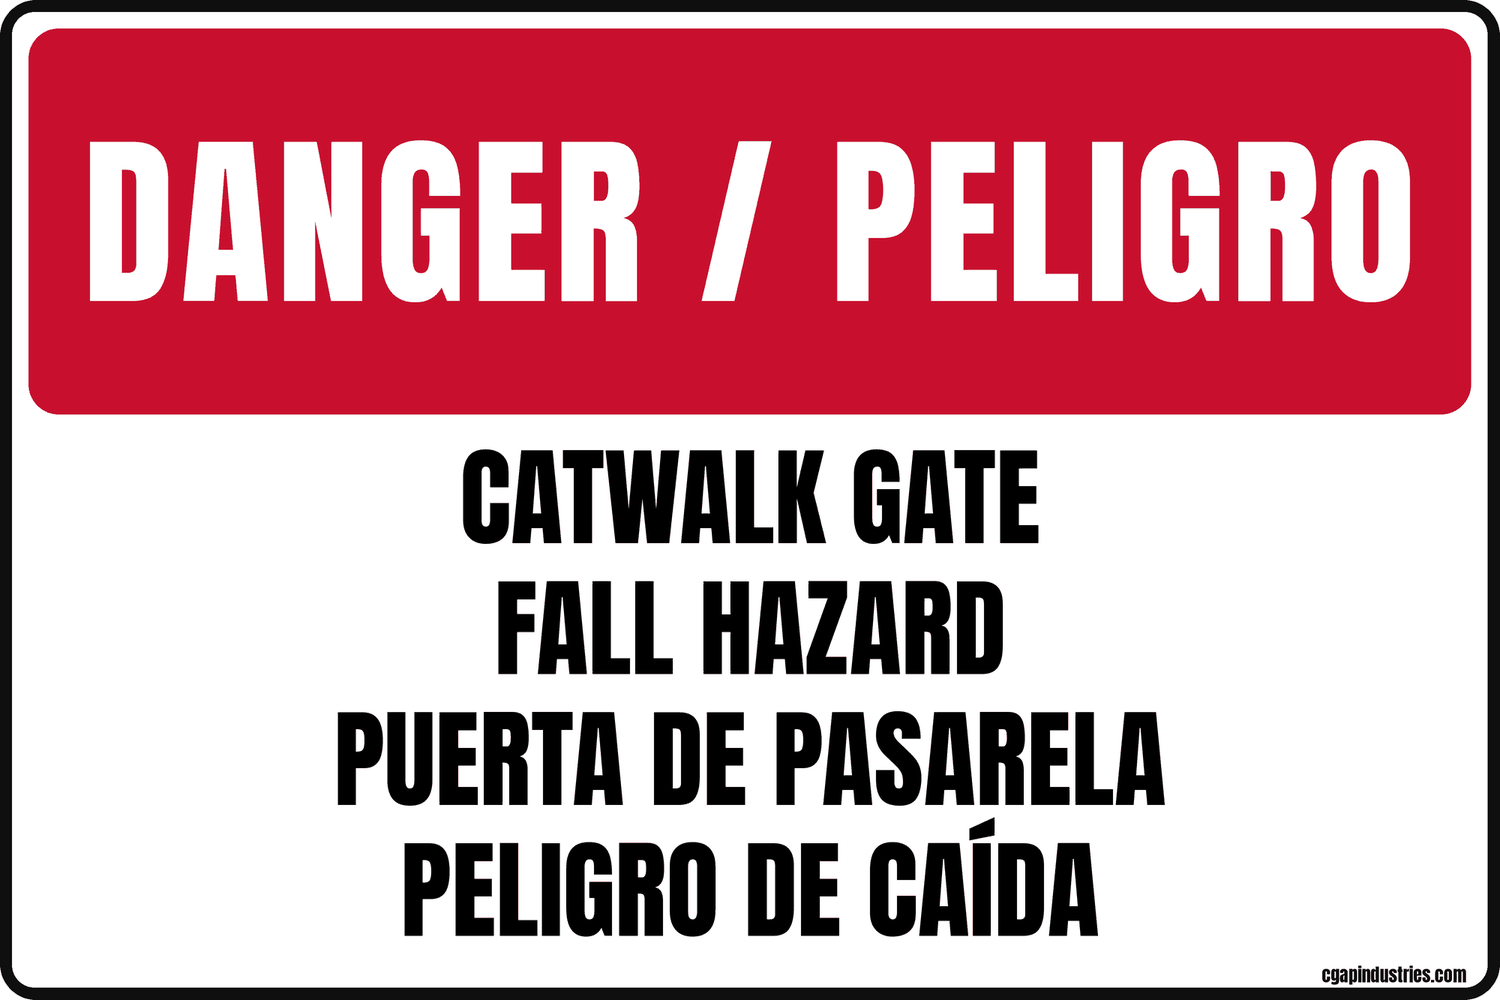 DANGER / PELIGRO
CATWALK GATE
FALL HAZARD
PUERTA DE PASARELA
PELIGRO DE CAÍDA
cgapindustries.com